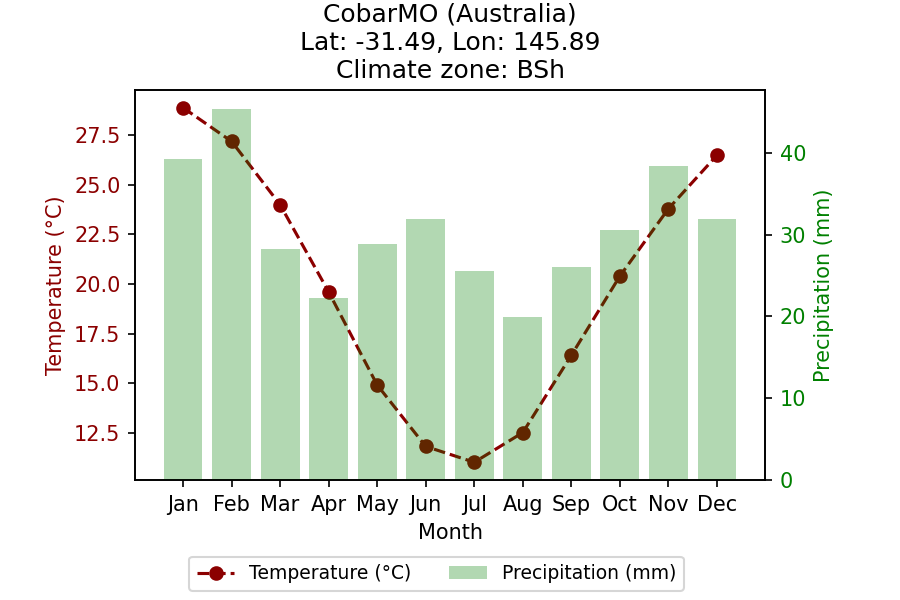 CobarMO (Australia)
Lat: -31.49, Lon: 145.89
Climate zone: BSh
Temperature (°C)
27.5
25.0
22.5
20.0
17.5
15.0
12.5
40
30
20
10
0
Precipitation (mm)
Jan Feb Mar Apr May Jun Jul Aug Sep Oct Nov Dec
Month
Temperature (°C) Precipitation (mm)